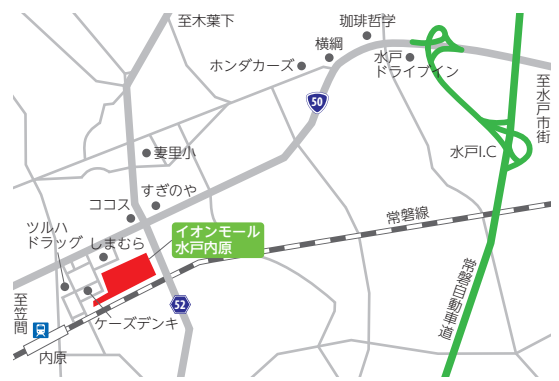 至木葉下
珈琲哲学
横綱
ホンダカーズ
水戸
ドライブイン
至水戸市街
50
水戸I.C
妻里小
すぎのや
ココス
常磐線
ツルハ
ドラッグ
しまむら
イオンモール
水戸内原
常磐自動車道
至笠間
52
ケーズデンキ
内原